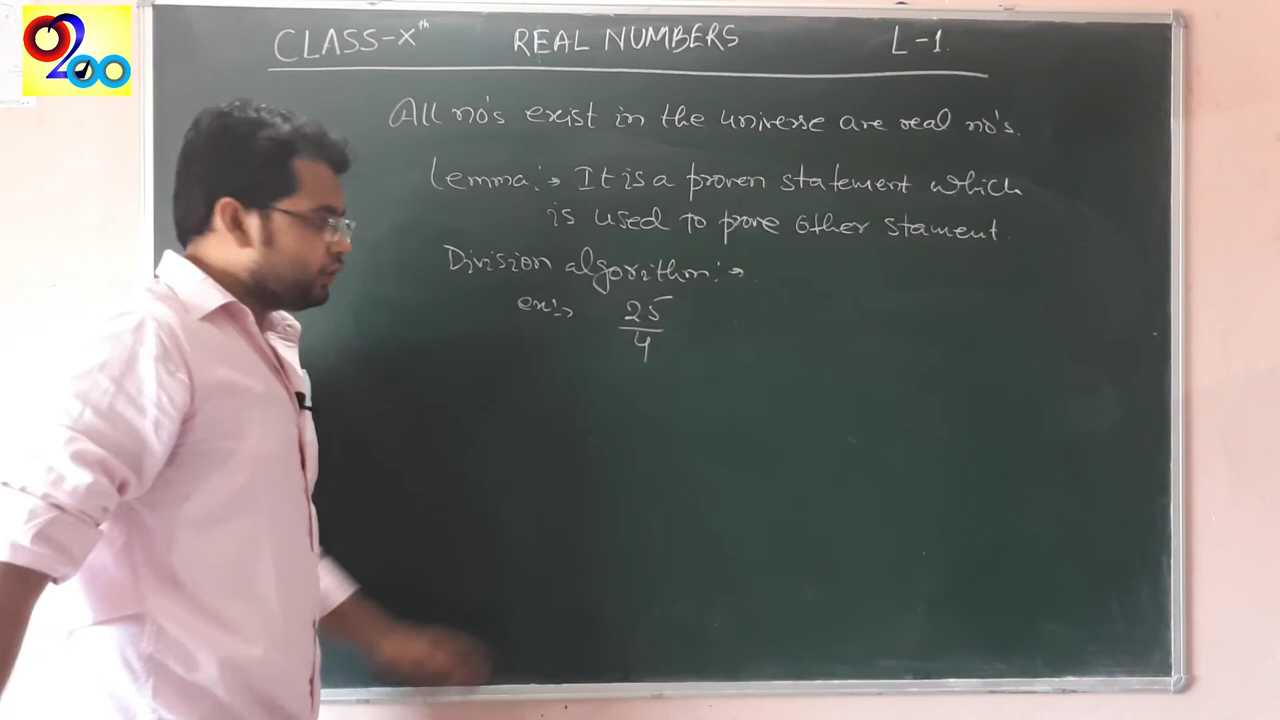 0200
CLASS-Xth REAL NUMBERS L-1.
All no's exist in the universe are real no's.
Lemma:→ It is a proven statement which
is used to prove other stament.
Division algorithm:→
ex:→ 25
4